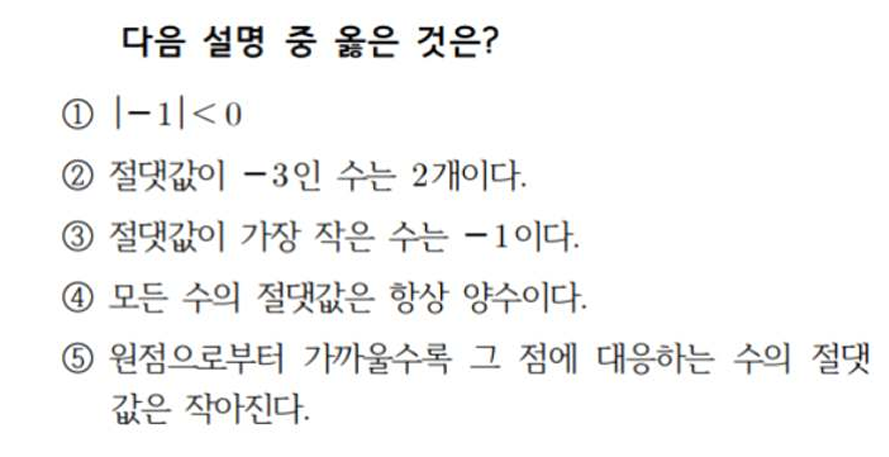 다음 설명 중 옳은 것은?
① |−1|<0
② 절댓값이 −3인 수는 2개이다.
③ 절댓값이 가장 작은 수는 −1이다.
④ 모든 수의 절댓값은 항상 양수이다.
⑤ 원점으로부터 가까울수록 그 점에 대응하는 수의 절댓
값은 작아진다.